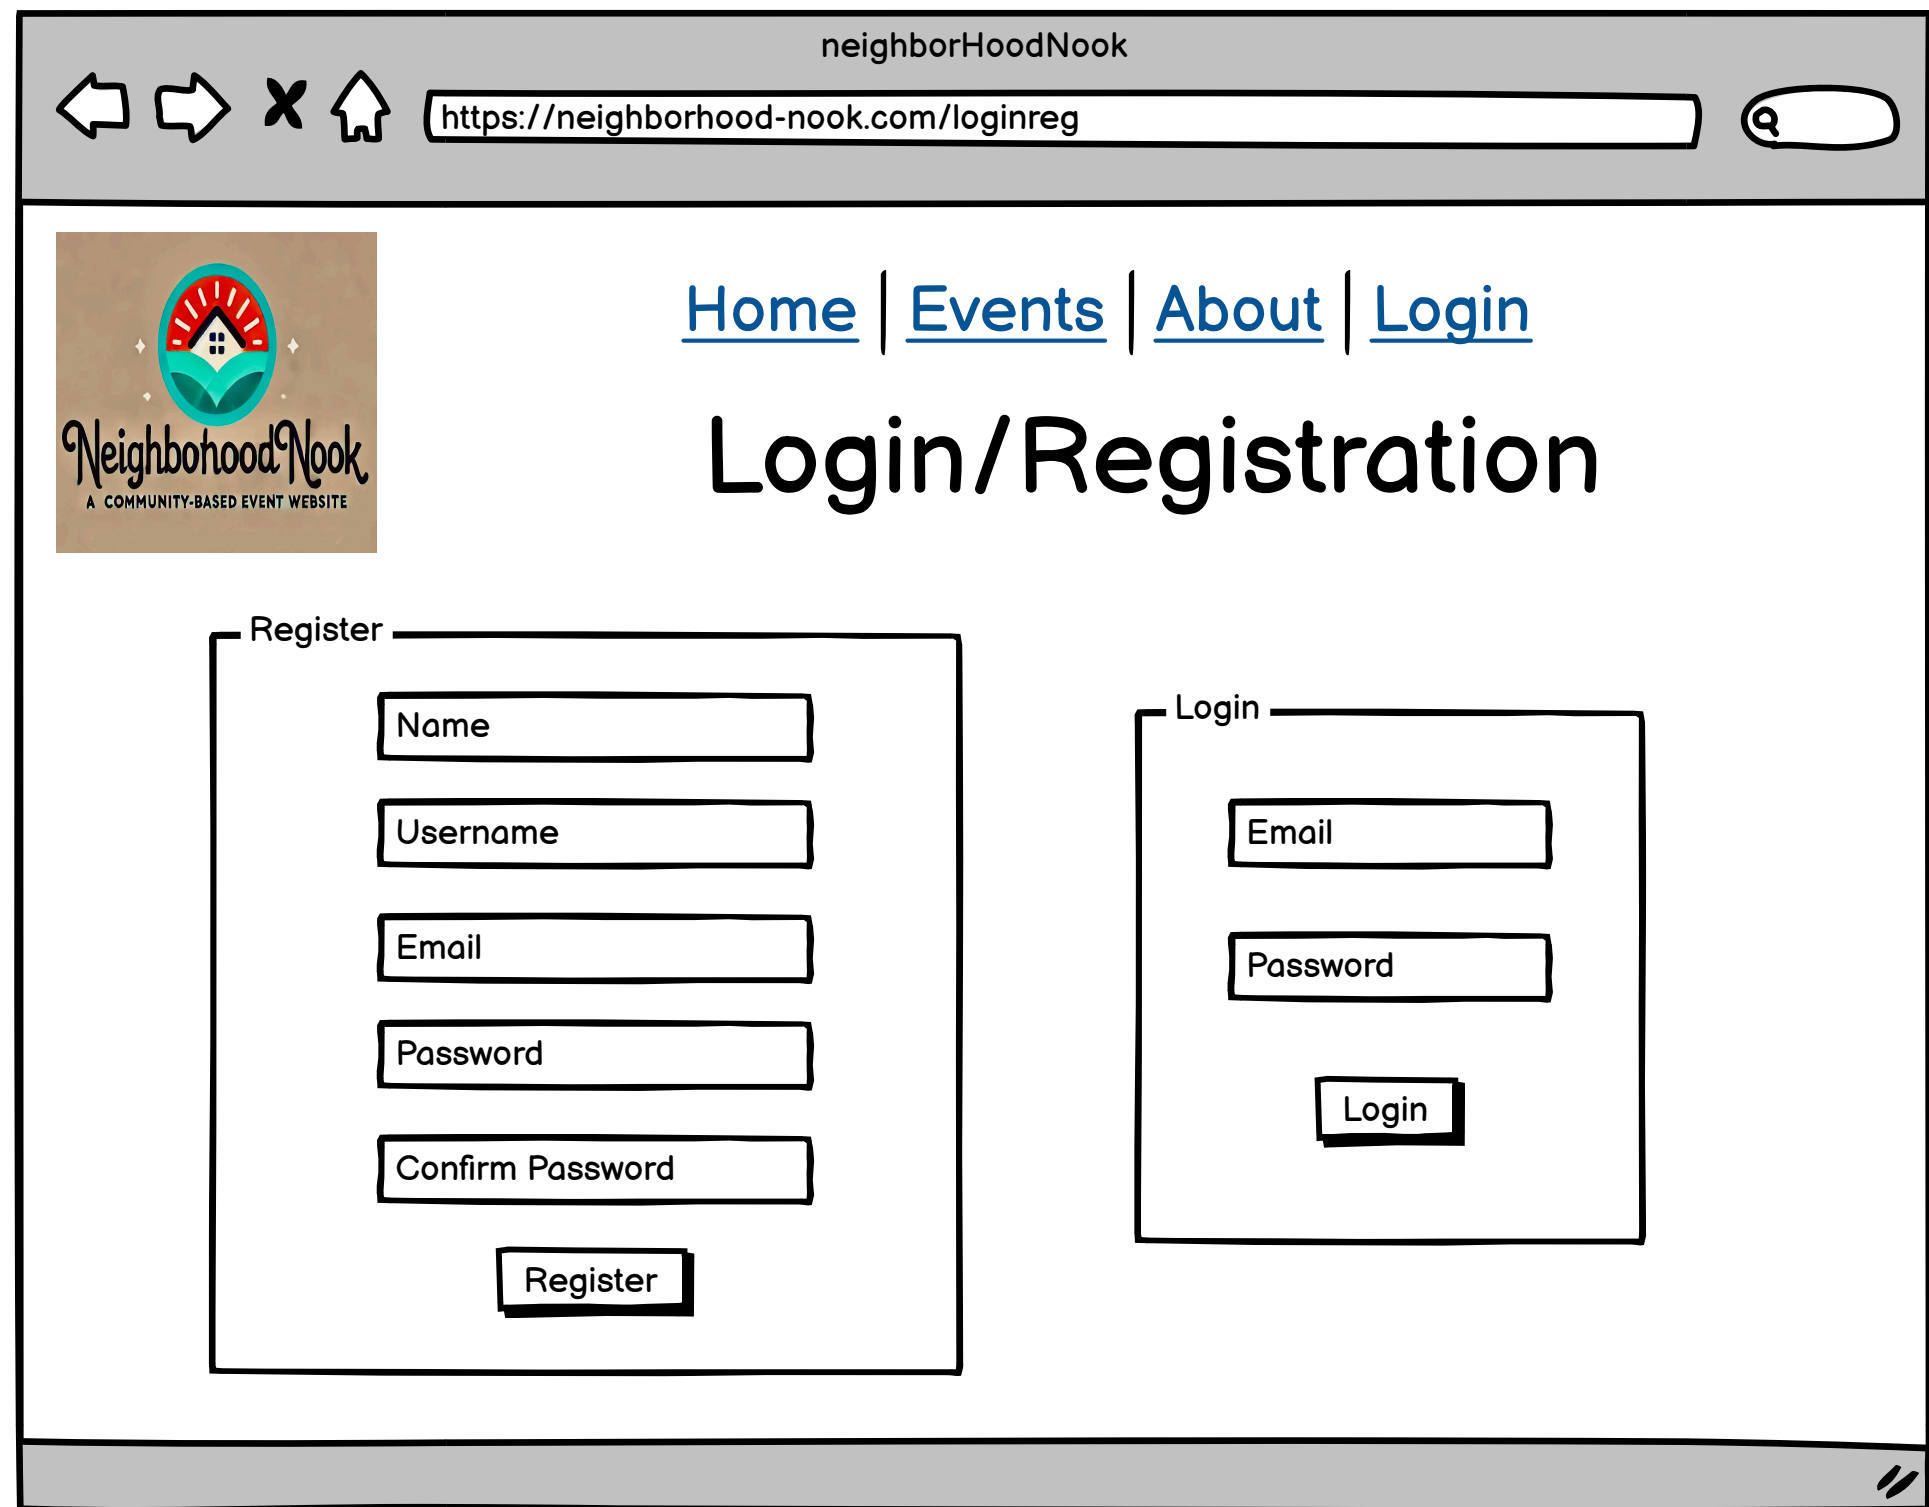 neighborHoodNook
https://neighborhood-nook.com/loginreg
Home Events About Login
NeighbohoodNook
A COMMUNITY-BASED EVENT WEBSITE
Login/Registration
Register
Name
Username
Email
Password
Confirm Password
Register
Login
Email
Password
Login